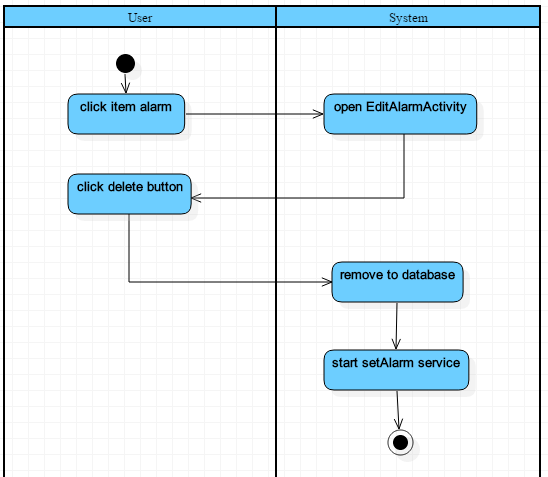 User
System
click item alarm
open EditAlarmActivity
click delete button
remove to database
start setAlarm service